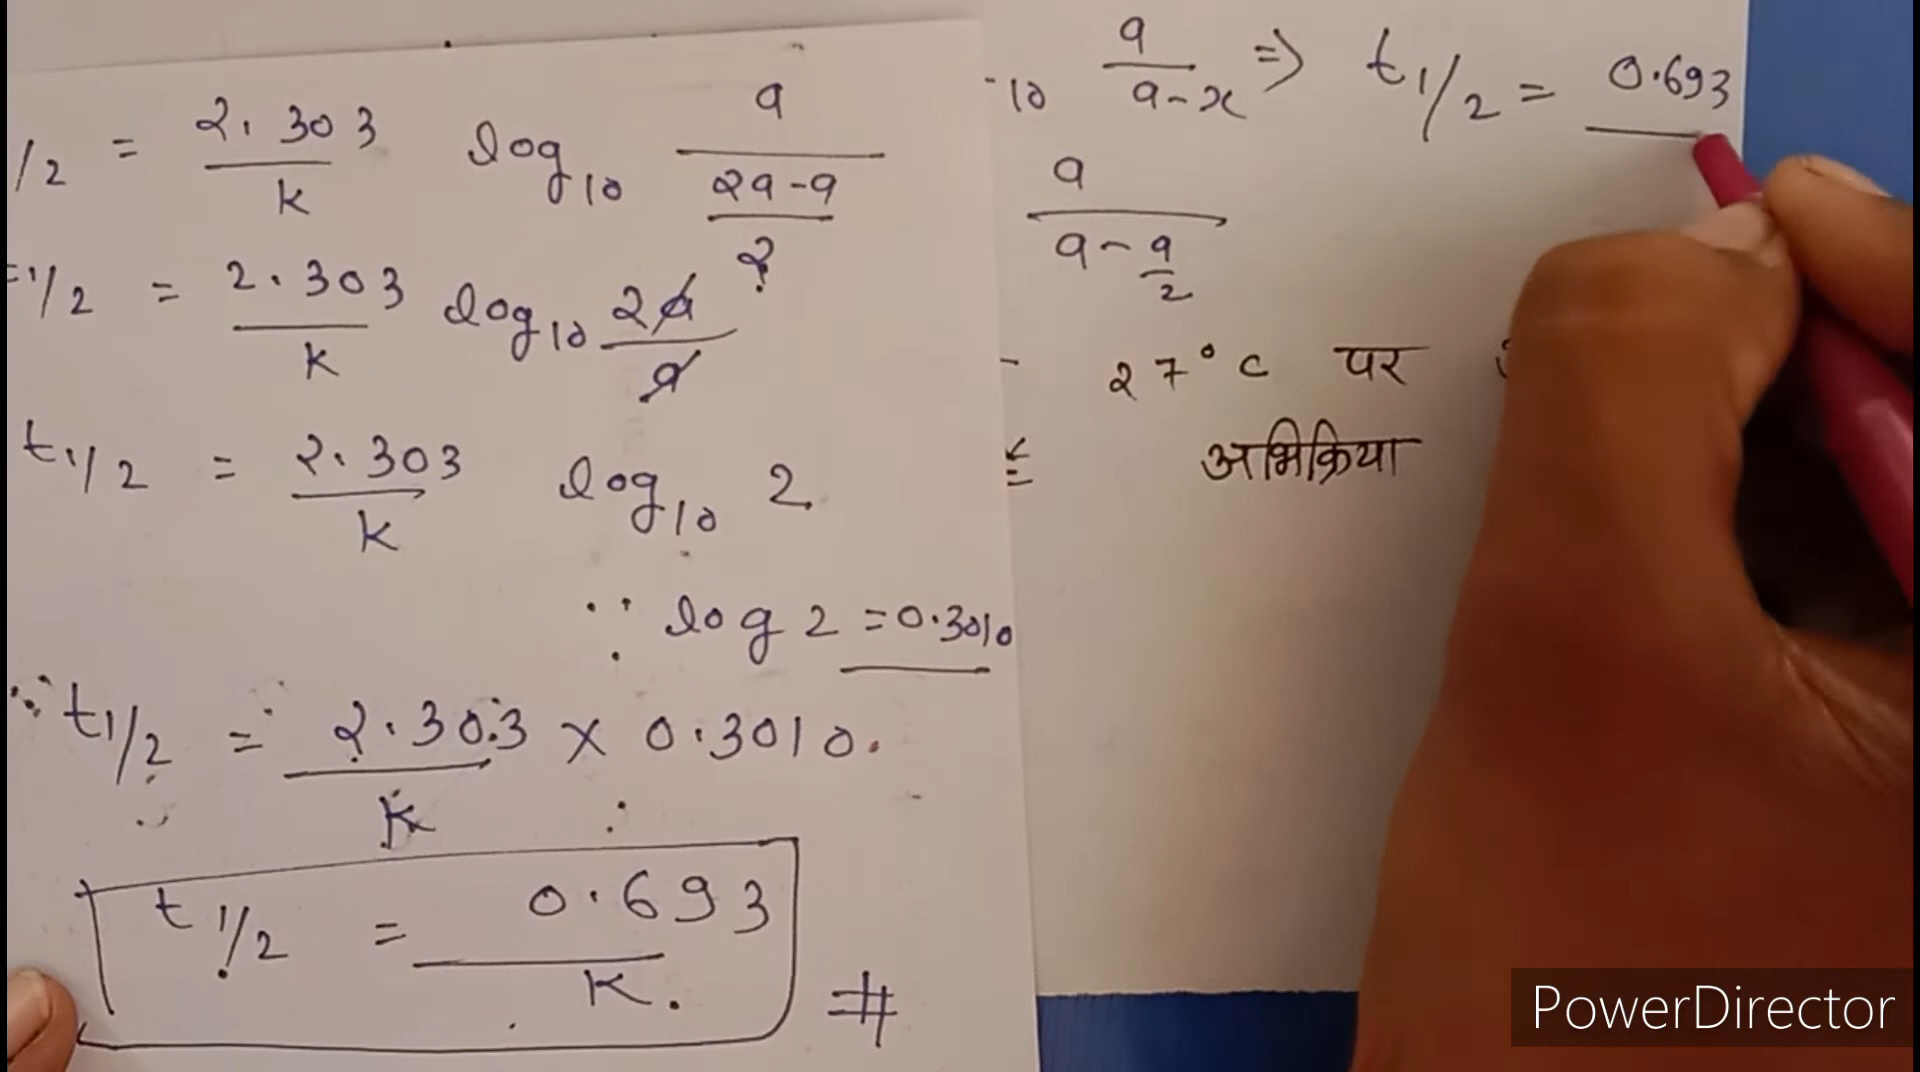 /2 = 2.303/k log10 a/((2a-a)/2)
1/2 = 2.303/k log10 2a/a
t1/2 = 2.303/k log10 2
∵ log 2 = 0.3010
∵ t1/2 = 2.303/k × 0.3010.
t1/2 = 0.693/k.
#
10 a/(a-x) ⇒ t1/2 = 0.693
a/(a-a/2)
27°C पर
अभिक्रिया
PowerDirector